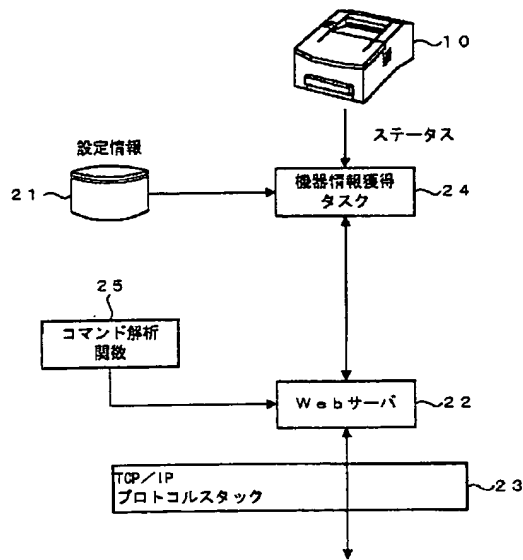 10
ステータス
設定情報
21
機器情報獲得
タスク
24
25
コマンド解析
関数
Webサーバ
22
TCP/IP
プロトコルスタック
23